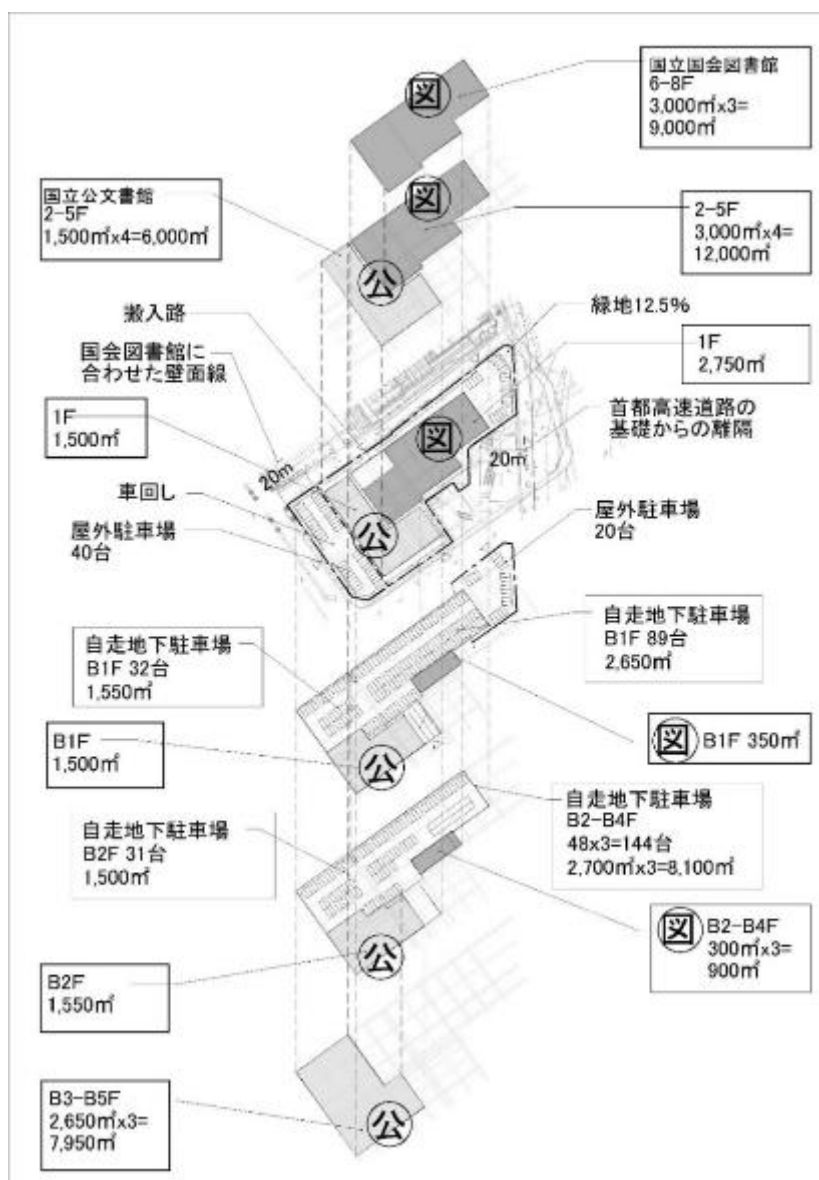 図
国立国会図書館
6-8F
3,000㎡x3=
9,000㎡
国立公文書館
2-5F
1,500㎡x4=6,000㎡
図
2-5F
3,000㎡x4=
12,000㎡
公
搬入路
緑地12.5%
国会図書館に
合わせた壁面線
1F
2,750㎡
1F
1,500㎡
図
首都高速道路の
基礎からの離隔
20m
20m
車回し
屋外駐車場
40台
公
屋外駐車場
20台
自走地下駐車場
B1F 32台
1,550㎡
自走地下駐車場
B1F 89台
2,650㎡
B1F
1,500㎡
公
図 B1F 350㎡
自走地下駐車場
B2F 31台
1,500㎡
自走地下駐車場
B2-B4F
48x3=144台
2,700㎡x3=8,100㎡
図 B2-B4F
300㎡x3=
900㎡
公
B2F
1,550㎡
B3-B5F
2,650㎡x3=
7,950㎡
公